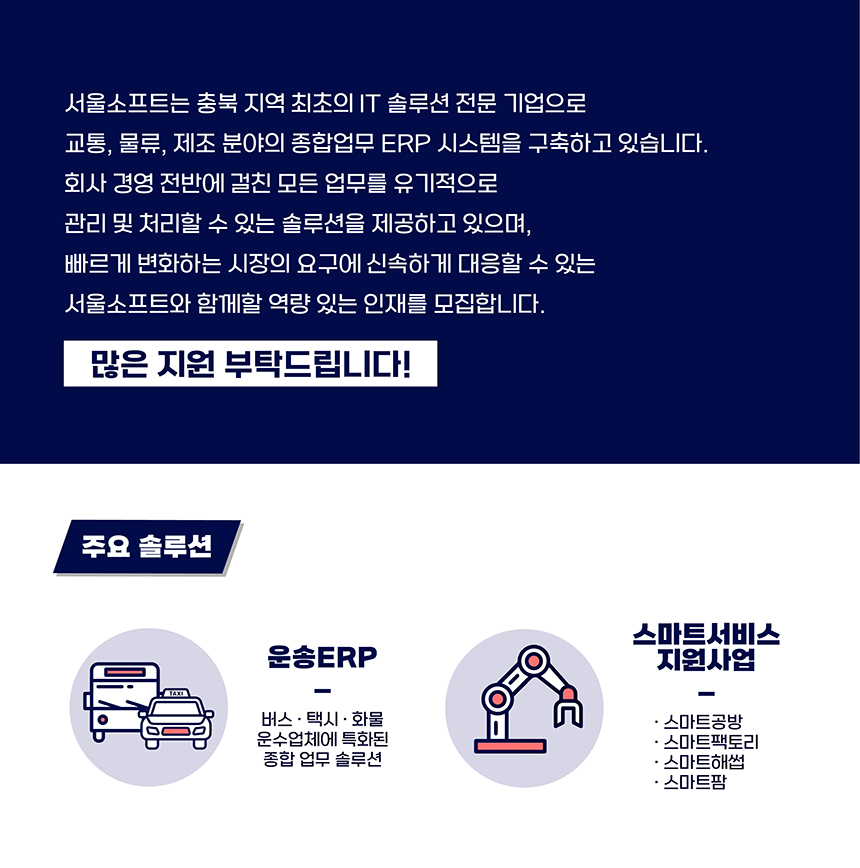 서울소프트는 충북 지역 최초의 IT 솔루션 전문 기업으로
교통, 물류, 제조 분야의 종합업무 ERP 시스템을 구축하고 있습니다.
회사 경영 전반에 걸친 모든 업무를 유기적으로
관리 및 처리할 수 있는 솔루션을 제공하고 있으며,
빠르게 변화하는 시장의 요구에 신속하게 대응할 수 있는
서울소프트와 함께할 역량 있는 인재를 모집합니다.
많은 지원 부탁드립니다!
주요 솔루션
TAXI
운송ERP
버스 · 택시 · 화물
운수업체에 특화된
종합 업무 솔루션
스마트서비스
지원사업
· 스마트공방
· 스마트팩토리
· 스마트해썹
· 스마트팜